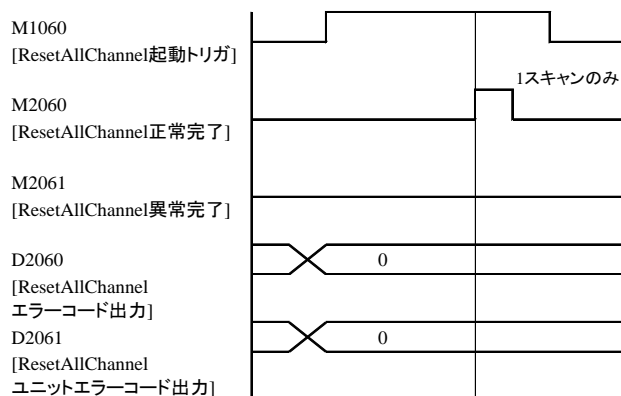 M1060
[ResetAllChannel起動トリガ]
1スキャンのみ
M2060
[ResetAllChannel正常完了]
M2061
[ResetAllChannel異常完了]
D2060
0
[ResetAllChannel
エラーコード出力]
D2061
0
[ResetAllChannel
ユニットエラーコード出力]